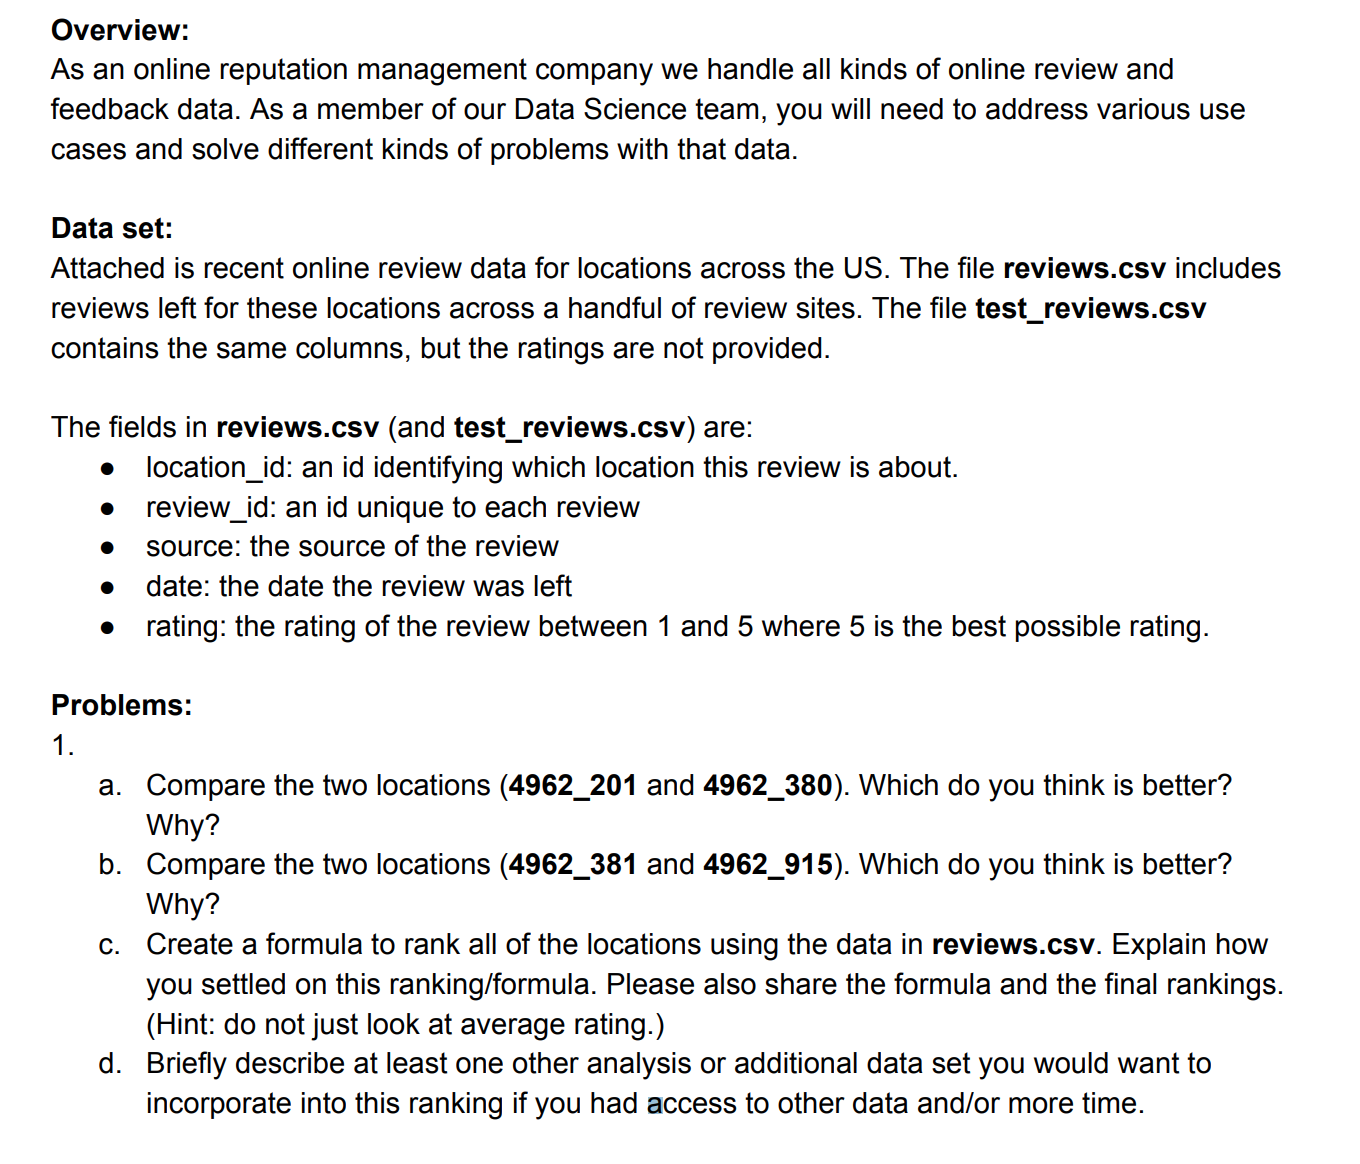 Overview:
As an online reputation management company we handle all kinds of online review and
feedback data. As a member of our Data Science team, you will need to address various use
cases and solve different kinds of problems with that data.
Data set:
Attached is recent online review data for locations across the US. The file reviews.csv includes
reviews left for these locations across a handful of review sites. The file test_reviews.csv
contains the same columns, but the ratings are not provided.
The fields in reviews.csv (and test_reviews.csv) are:
● location_id: an id identifying which location this review is about.
● review_id: an id unique to each review
● source: the source of the review
● date: the date the review was left
● rating: the rating of the review between 1 and 5 where 5 is the best possible rating.
Problems:
1.
a. Compare the two locations (4962_201 and 4962_380). Which do you think is better?
Why?
b. Compare the two locations (4962_381 and 4962_915). Which do you think is better?
Why?
c. Create a formula to rank all of the locations using the data in reviews.csv. Explain how
you settled on this ranking/formula. Please also share the formula and the final rankings.
(Hint: do not just look at average rating.)
d. Briefly describe at least one other analysis or additional data set you would want to
incorporate into this ranking if you had access to other data and/or more time.